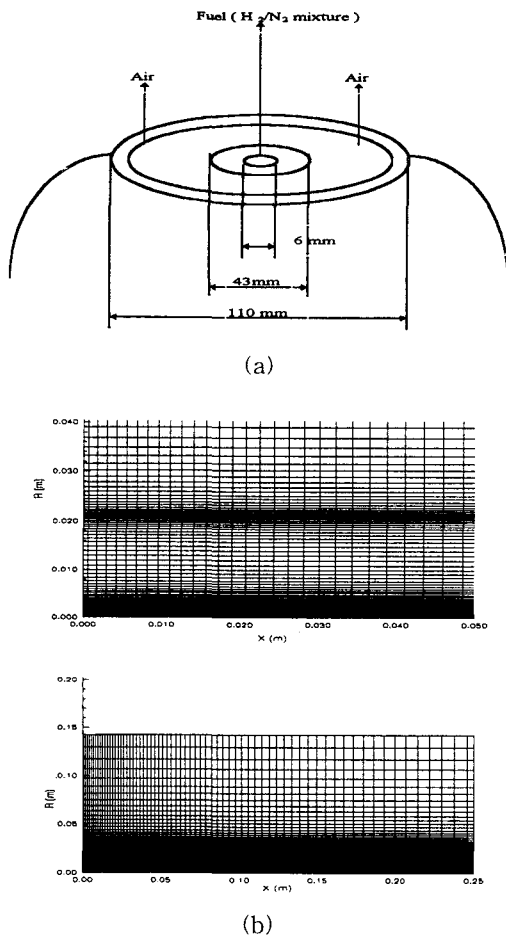 Fuel ( H₂/N₂ mixture )
Air Air
6 mm
43mm
110 mm
(a)
R (m)
0.040
0.030
0.020
0.010
0.000
0.000 0.010 0.020 0.030 0.040 0.050
X (m)
R (m)
0.20
0.15
0.10
0.05
0.00
0.00 0.05 0.10 0.15 0.20 0.25
X (m)
(b)